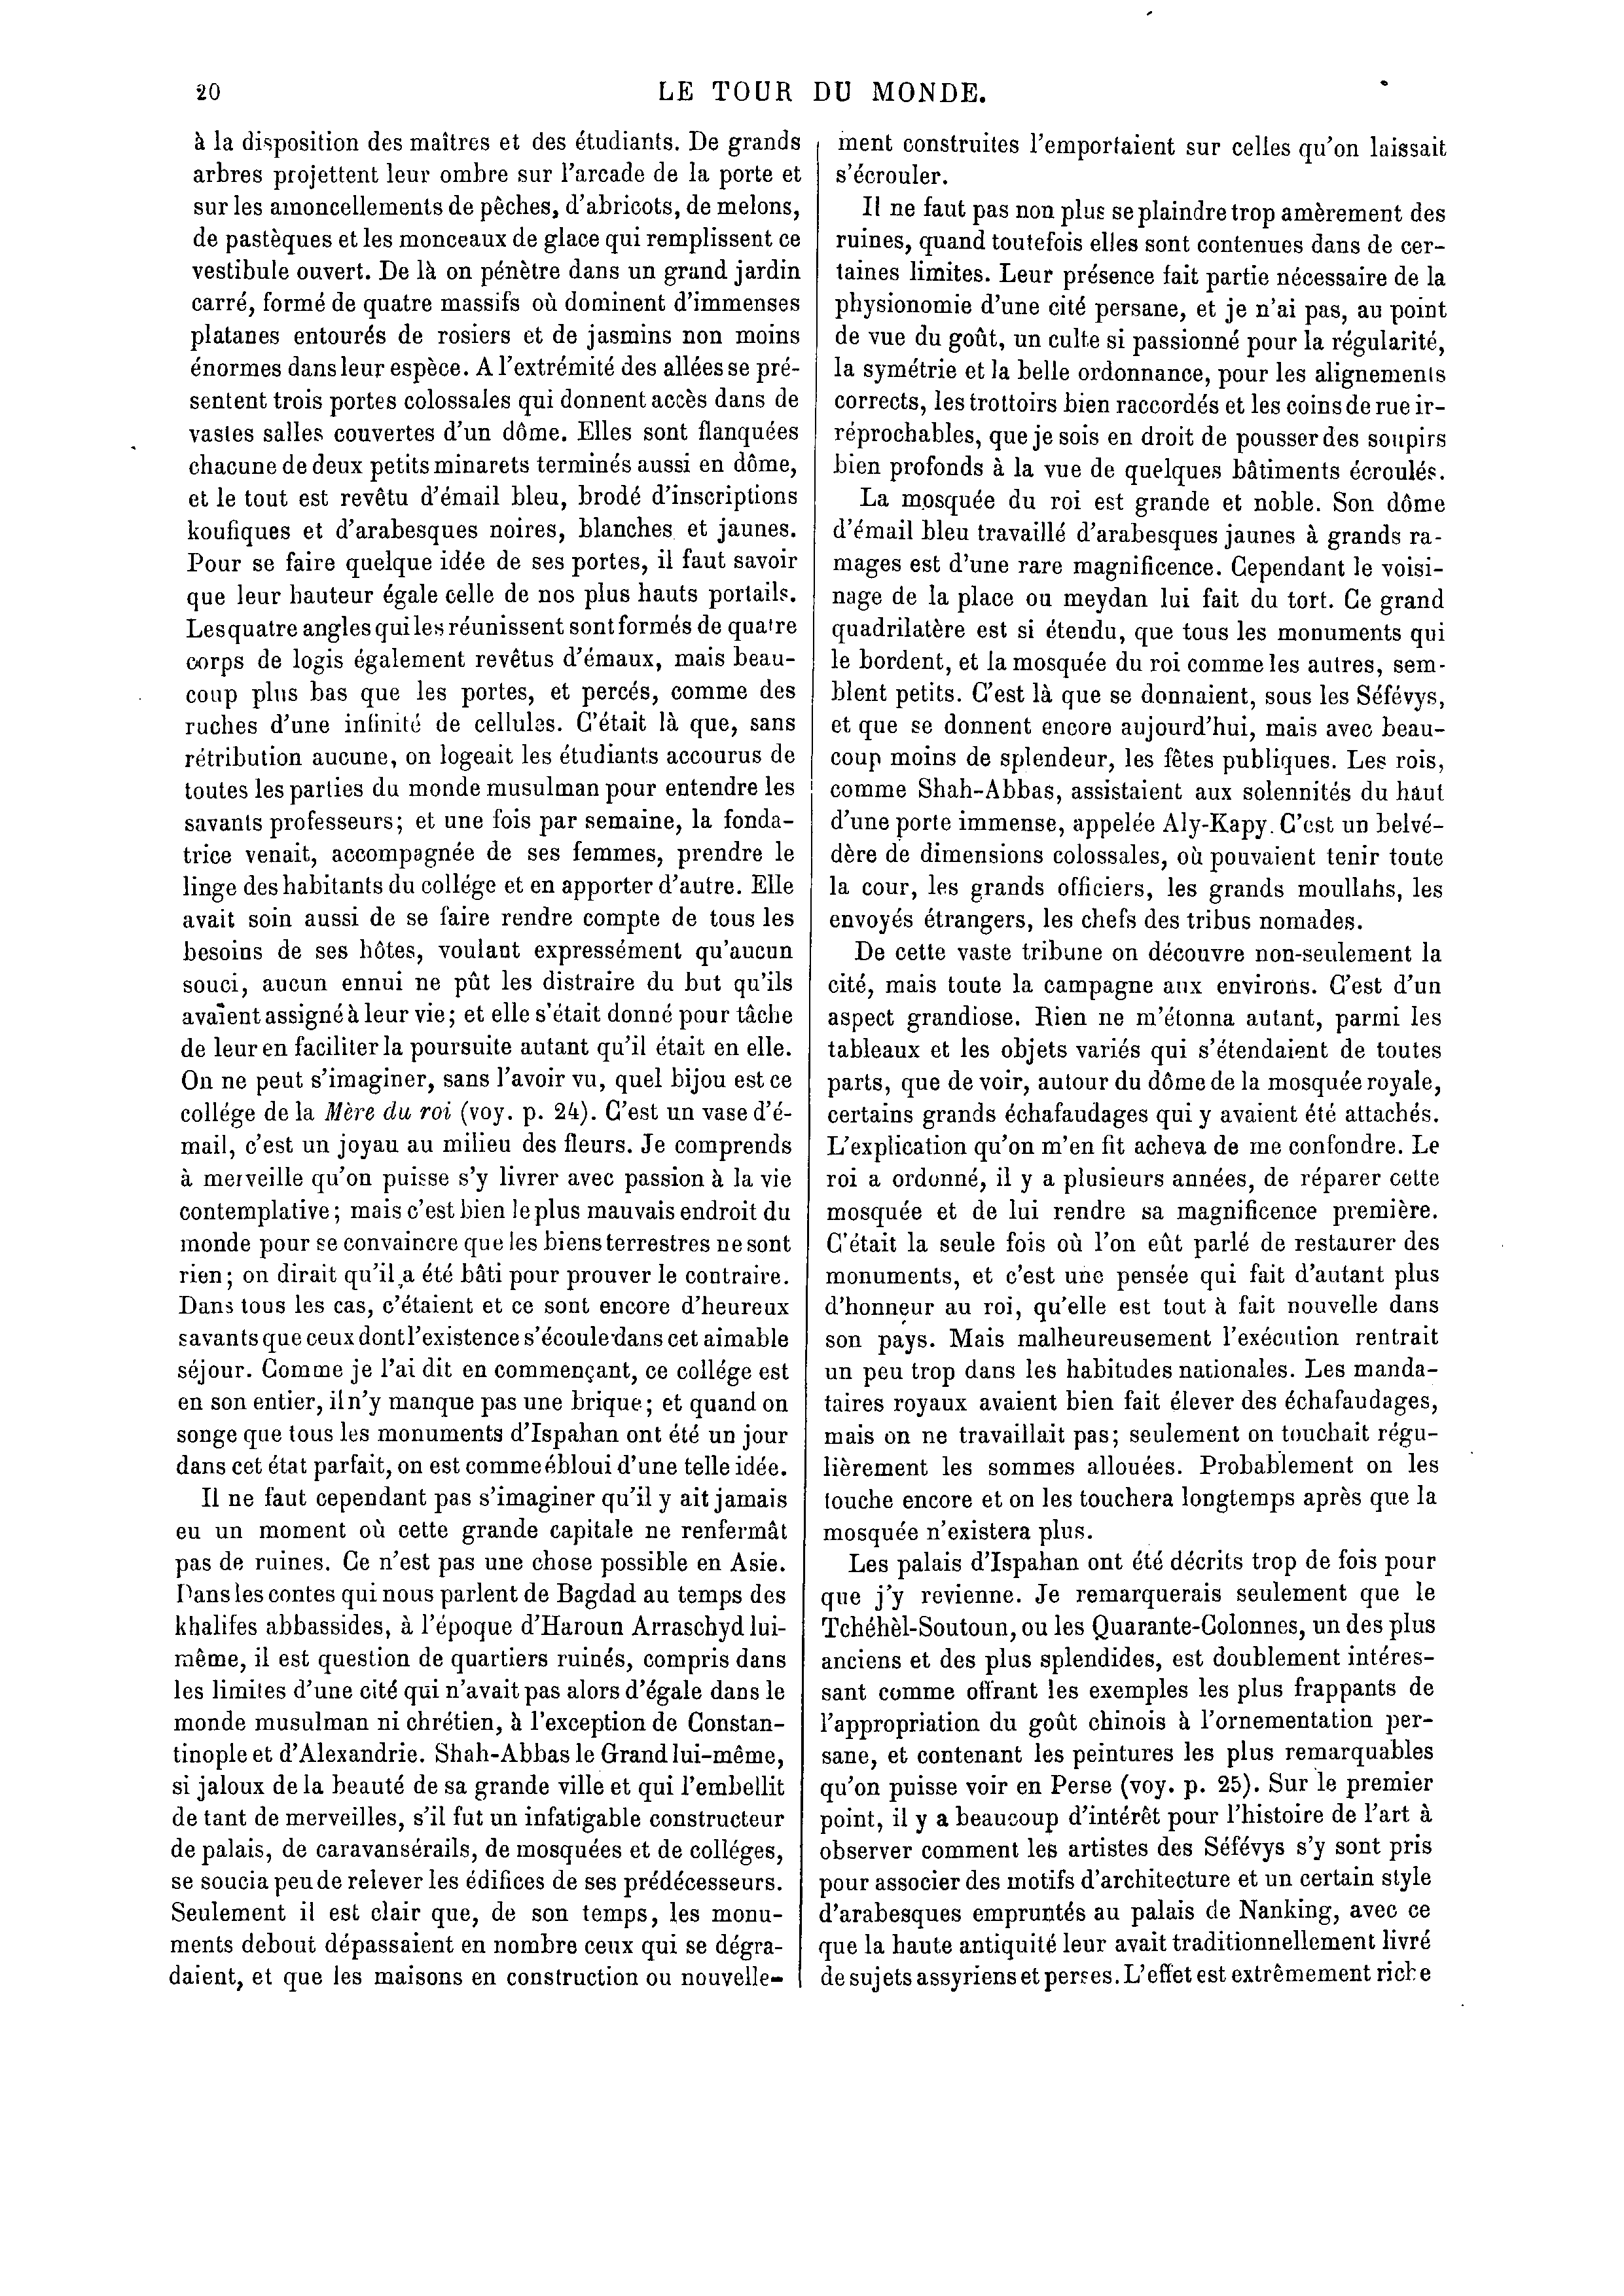 20
LE TOUR DU MONDE.
à la disposition des maîtres et des étudiants. De grands
arbres projettent leur ombre sur l'arcade de la porte et
sur les amoncellements de pêches, d'abricots, de melons,
de pastèques et les monceaux de glace qui remplissent ce
vestibule ouvert. De là on pénètre dans un grand jardin
carré, formé de quatre massifs où dominent d'immenses
platanes entourés de rosiers et de jasmins non moins
énormes dans leur espèce. A l'extrémité des allées se pré-
sentent trois portes colossales qui donnent accès dans de
vastes salles couvertes d'un dôme. Elles sont flanquées
chacune de deux petits minarets terminés aussi en dôme,
et le tout est revêtu d'émail bleu, brodé d'inscriptions
koufiques et d'arabesques noires, blanches et jaunes.
Pour se faire quelque idée de ses portes, il faut savoir
que leur hauteur égale celle de nos plus hauts portails.
Les quatre angles qui les réunissent sont formés de quatre
corps de logis également revêtus d'émaux, mais beau-
coup plus bas que les portes, et percés, comme des
ruches d'une infinité de cellules. C'était là que, sans
rétribution aucune, on logeait les étudiants accourus de
toutes les parties du monde musulman pour entendre les
savants professeurs; et une fois par semaine, la fonda-
trice venait, accompagnée de ses femmes, prendre le
linge des habitants du collége et en apporter d'autre. Elle
avait soin aussi de se faire rendre compte de tous les
besoins de ses hôtes, voulant expressément qu'aucun
souci, aucun ennui ne pût les distraire du but qu'ils
avaient assigné à leur vie; et elle s'était donné pour tâche
de leur en faciliter la poursuite autant qu'il était en elle.
On ne peut s'imaginer, sans l'avoir vu, quel bijou est ce
collége de la Mère du roi (voy. p. 24). C'est un vase d'é-
mail, c'est un joyau au milieu des fleurs. Je comprends
à merveille qu'on puisse s'y livrer avec passion à la vie
contemplative; mais c'est bien le plus mauvais endroit du
monde pour se convaincre que les biens terrestres ne sont
rien; on dirait qu'il a été bâti pour prouver le contraire.
Dans tous les cas, c'étaient et ce sont encore d'heureux
savants que ceux dont l'existence s'écoule dans cet aimable
séjour. Comme je l'ai dit en commençant, ce collége est
en son entier, il n'y manque pas une brique; et quand on
songe que tous les monuments d'Ispahan ont été un jour
dans cet état parfait, on est comme ébloui d'une telle idée.
Il ne faut cependant pas s'imaginer qu'il y ait jamais
eu un moment où cette grande capitale ne renfermât
pas de ruines. Ce n'est pas une chose possible en Asie.
Dans les contes qui nous parlent de Bagdad au temps des
khalifes abbassides, à l'époque d'Haroun Arraschyd lui-
même, il est question de quartiers ruinés, compris dans
les limites d'une cité qui n'avait pas alors d'égale dans le
monde musulman ni chrétien, à l'exception de Constan-
tinople et d'Alexandrie. Shah-Abbas le Grand lui-même,
si jaloux de la beauté de sa grande ville et qui l'embellit
de tant de merveilles, s'il fut un infatigable constructeur
de palais, de caravansérails, de mosquées et de colléges,
se soucia peu de relever les édifices de ses prédécesseurs.
Seulement il est clair que, de son temps, les monu-
ments debout dépassaient en nombre ceux qui se dégra-
daient, et que les maisons en construction ou nouvelle-
ment construites l'emportaient sur celles qu'on laissait
s'écrouler.
Il ne faut pas non plus se plaindre trop amèrement des
ruines, quand toutefois elles sont contenues dans de cer-
taines limites. Leur présence fait partie nécessaire de la
physionomie d'une cité persane, et je n'ai pas, au point
de vue du goût, un culte si passionné pour la régularité,
la symétrie et la belle ordonnance, pour les alignements
corrects, les trottoirs bien raccordés et les coins de rue ir-
réprochables, que je sois en droit de pousser des soupirs
bien profonds à la vue de quelques bâtiments écroulés.
La mosquée du roi est grande et noble. Son dôme
d'émail bleu travaillé d'arabesques jaunes à grands ra-
mages est d'une rare magnificence. Cependant le voisi-
nage de la place ou meydan lui fait du tort. Ce grand
quadrilatère est si étendu, que tous les monuments qui
le bordent, et la mosquée du roi comme les autres, sem-
blent petits. C'est là que se donnaient, sous les Séfévys,
et que se donnent encore aujourd'hui, mais avec beau-
coup moins de splendeur, les fêtes publiques. Les rois,
comme Shah-Abbas, assistaient aux solennités du haut
d'une porte immense, appelée Aly-Kapy. C'est un belvé-
dère de dimensions colossales, où pouvaient tenir toute
la cour, les grands officiers, les grands moullahs, les
envoyés étrangers, les chefs des tribus nomades.
De cette vaste tribune on découvre non-seulement la
cité, mais toute la campagne aux environs. C'est d'un
aspect grandiose. Rien ne m'étonna autant, parmi les
tableaux et les objets variés qui s'étendaient de toutes
parts, que de voir, autour du dôme de la mosquée royale,
certains grands échafaudages qui y avaient été attachés.
L'explication qu'on m'en fit acheva de me confondre. Le
roi a ordonné, il y a plusieurs années, de réparer cette
mosquée et de lui rendre sa magnificence première.
C'était la seule fois où l'on eût parlé de restaurer des
monuments, et c'est une pensée qui fait d'autant plus
d'honneur au roi, qu'elle est tout à fait nouvelle dans
son pays. Mais malheureusement l'exécution rentrait
un peu trop dans les habitudes nationales. Les manda-
taires royaux avaient bien fait élever des échafaudages,
mais on ne travaillait pas; seulement on touchait régu-
lièrement les sommes allouées. Probablement on les
touche encore et on les touchera longtemps après que la
mosquée n'existera plus.
Les palais d'Ispahan ont été décrits trop de fois pour
que j'y revienne. Je remarquerais seulement que le
Tchéhèl-Soutoun, ou les Quarante-Colonnes, un des plus
anciens et des plus splendides, est doublement intéres-
sant comme offrant les exemples les plus frappants de
l'appropriation du goût chinois à l'ornementation per-
sane, et contenant les peintures les plus remarquables
qu'on puisse voir en Perse (voy. p. 25). Sur le premier
point, il y a beaucoup d'intérêt pour l'histoire de l'art à
observer comment les artistes des Séfévys s'y sont pris
pour associer des motifs d'architecture et un certain style
d'arabesques empruntés au palais de Nanking, avec ce
que la haute antiquité leur avait traditionnellement livré
de sujets assyriens et perses. L'effet est extrêmement riche